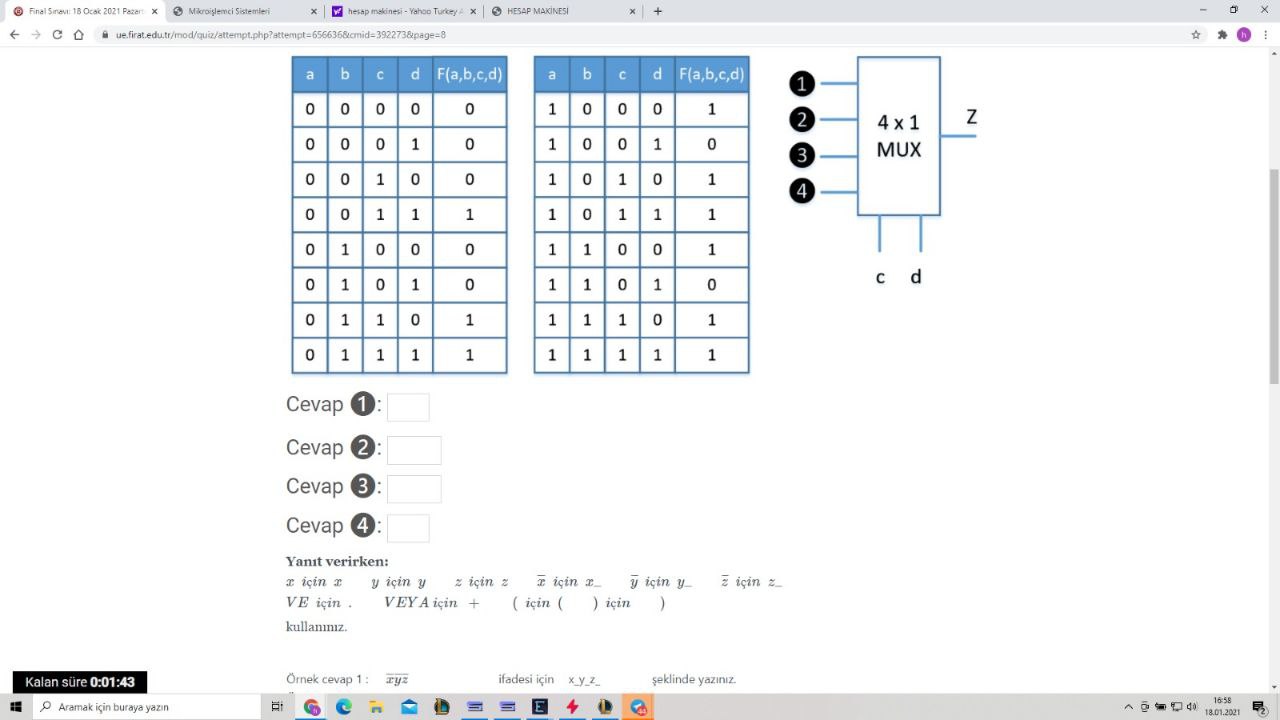 Final Sınavı: 18 Ocak 2021 Pazart
Mikroişlemci Sistemleri
hesap makinesi - Yahoo Turkey A
HESAP MAKİNESİ
ue.firat.edu.tr/mod/quiz/attempt.php?attempt=656636&cmid=392273&page=8
h
a b c d F(a,b,c,d)
0 0 0 0 0
0 0 0 1 0
0 0 1 0 0
0 0 1 1 1
0 1 0 0 0
0 1 0 1 0
0 1 1 0 1
0 1 1 1 1
a b c d F(a,b,c,d)
1 0 0 0 1
1 0 0 1 0
1 0 1 0 1
1 0 1 1 1
1 1 0 0 1
1 1 0 1 0
1 1 1 0 1
1 1 1 1 1
1
2
3
4
4 x 1
MUX
Z
c d
Cevap 1:
Cevap 2:
Cevap 3:
Cevap 4:
Yanıt verirken:
x için x y için y z için z x̅ için x_ y̅ için y_ z̅ için z_
VE için . VEYA için + ( için ( ) için )
kullanınız.
Örnek cevap 1 : x̅y̅z̅ ifadesi için x_y_z_ şeklinde yazınız.
Kalan süre 0:01:43
Aramak için buraya yazın
16:58
18.01.2021